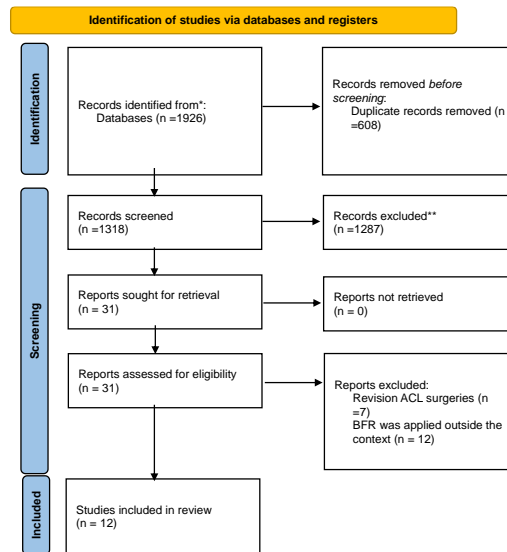 Identification of studies via databases and registers
Identification
Records identified from*:
Databases (n =1926)
Records removed before
screening:
Duplicate records removed (n
=608)
Screening
Records screened
(n =1318)
Records excluded**
(n =1287)
Reports sought for retrieval
(n = 31)
Reports not retrieved
(n = 0)
Reports assessed for eligibility
(n = 31)
Reports excluded:
Revision ACL surgeries (n
=7)
BFR was applied outside the
context (n = 12)
Included
Studies included in review
(n = 12)